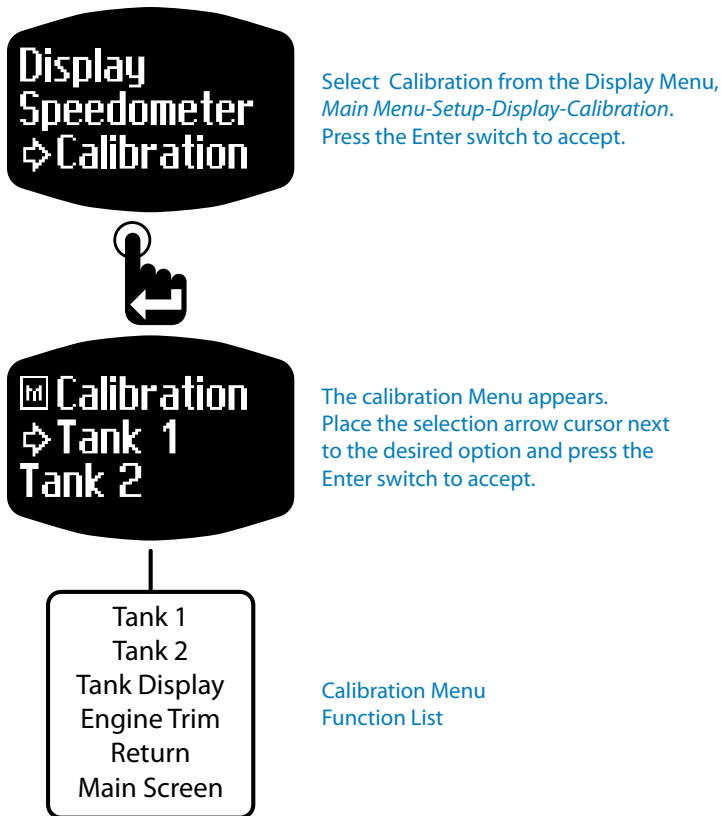 Display
Speedometer
Calibration
Select Calibration from the Display Menu,
Main Menu-Setup-Display-Calibration.
Press the Enter switch to accept.
M Calibration
Tank 1
Tank 2
The calibration Menu appears.
Place the selection arrow cursor next
to the desired option and press the
Enter switch to accept.
Tank 1
Tank 2
Tank Display
Engine Trim
Return
Main Screen
Calibration Menu
Function List